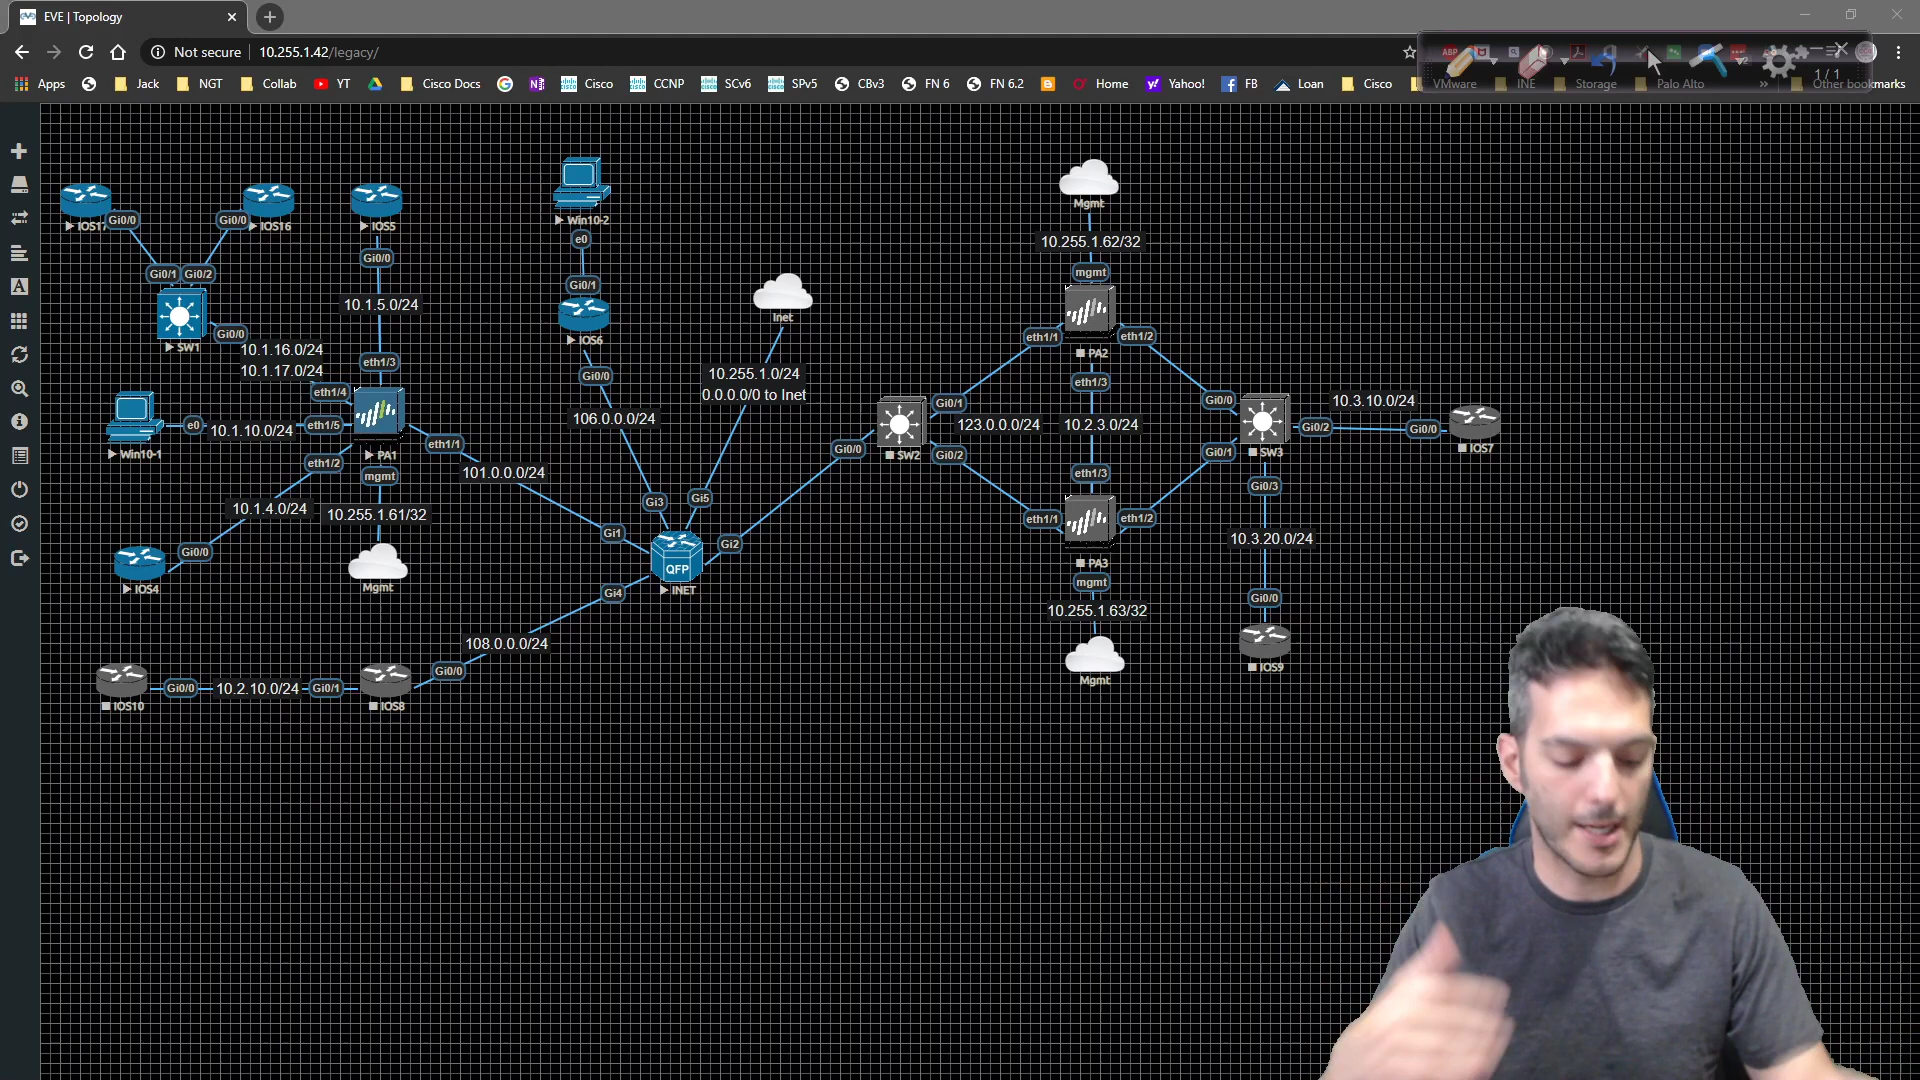 EVE | Topology
Not secure 10.255.1.42/legacy/
Apps Jack NGT Collab YT Cisco Docs Cisco CCNP SCv6 SPv5 CBv3 FN 6 FN 6.2 Home Yahoo! FB Loan Cisco VMware INE Storage Palo Alto » Other bookmarks
1 / 1
ABP
Mgmt
Win10-2
IOS17 Gi0/0 Gi0/0 IOS16 IOS5
e0
10.255.1.62/32
Gi0/0
Gi0/1 Gi0/2
mgmt
Gi0/1
10.1.5.0/24
Inet
SW1 Gi0/0
IOS6
eth1/1 eth1/2
10.1.16.0/24
PA2
10.1.17.0/24
eth1/3
Gi0/0
10.255.1.0/24
0.0.0.0/0 to Inet
eth1/3
eth1/4
Gi0/1
Gi0/0
10.3.10.0/24
106.0.0.0/24
e0 10.1.10.0/24 eth1/5
123.0.0.0/24 10.2.3.0/24
Gi0/2 Gi0/0
eth1/1
Gi0/0
Win10-1
PA1
SW2 Gi0/2
Gi0/1 SW3
IOS7
eth1/2
101.0.0.0/24
mgmt
eth1/3
Gi0/3
Gi3 Gi5
10.1.4.0/24 10.255.1.61/32
eth1/1 eth1/2
Gi1
Gi2
10.3.20.0/24
Gi0/0
QFP
PA3
IOS4
Mgmt
INET
mgmt
Gi4
Gi0/0
10.255.1.63/32
108.0.0.0/24
Gi0/0
IOS9
Mgmt
Gi0/0 10.2.10.0/24 Gi0/1
IOS10
IOS8